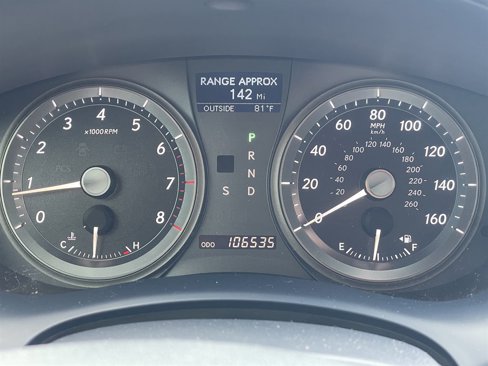 RANGE APPROX
142 Mi
OUTSIDE 81°F
x1000RPM
0 1 2 3 4 5 6 7 8
C H
P
R
N
S D
ODO 106535
MPH
km/h
0 20 40 60 80 100 120 140 160
20 40 60 80 100 120 140 160 180 200 220 240 260
E F